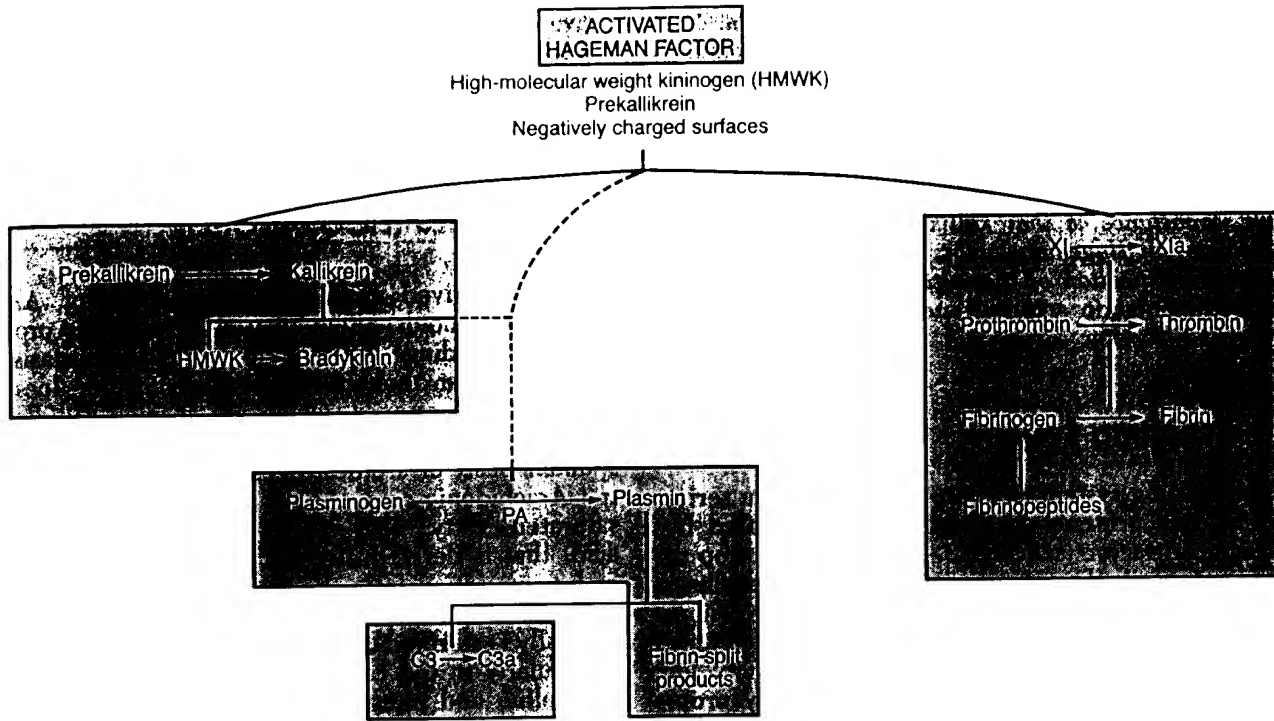 ACTIVATED
HAGEMAN FACTOR
High-molecular weight kininogen (HMWK)
Prekallikrein
Negatively charged surfaces
Prekallikrein Kallikrein
HMWK Bradykinin
XI XIa
Prothrombin Thrombin
Fibrinogen Fibrin
Fibrinopeptides
Plasminogen Plasmin
PA
C3 C3a
Fibrin-split
products